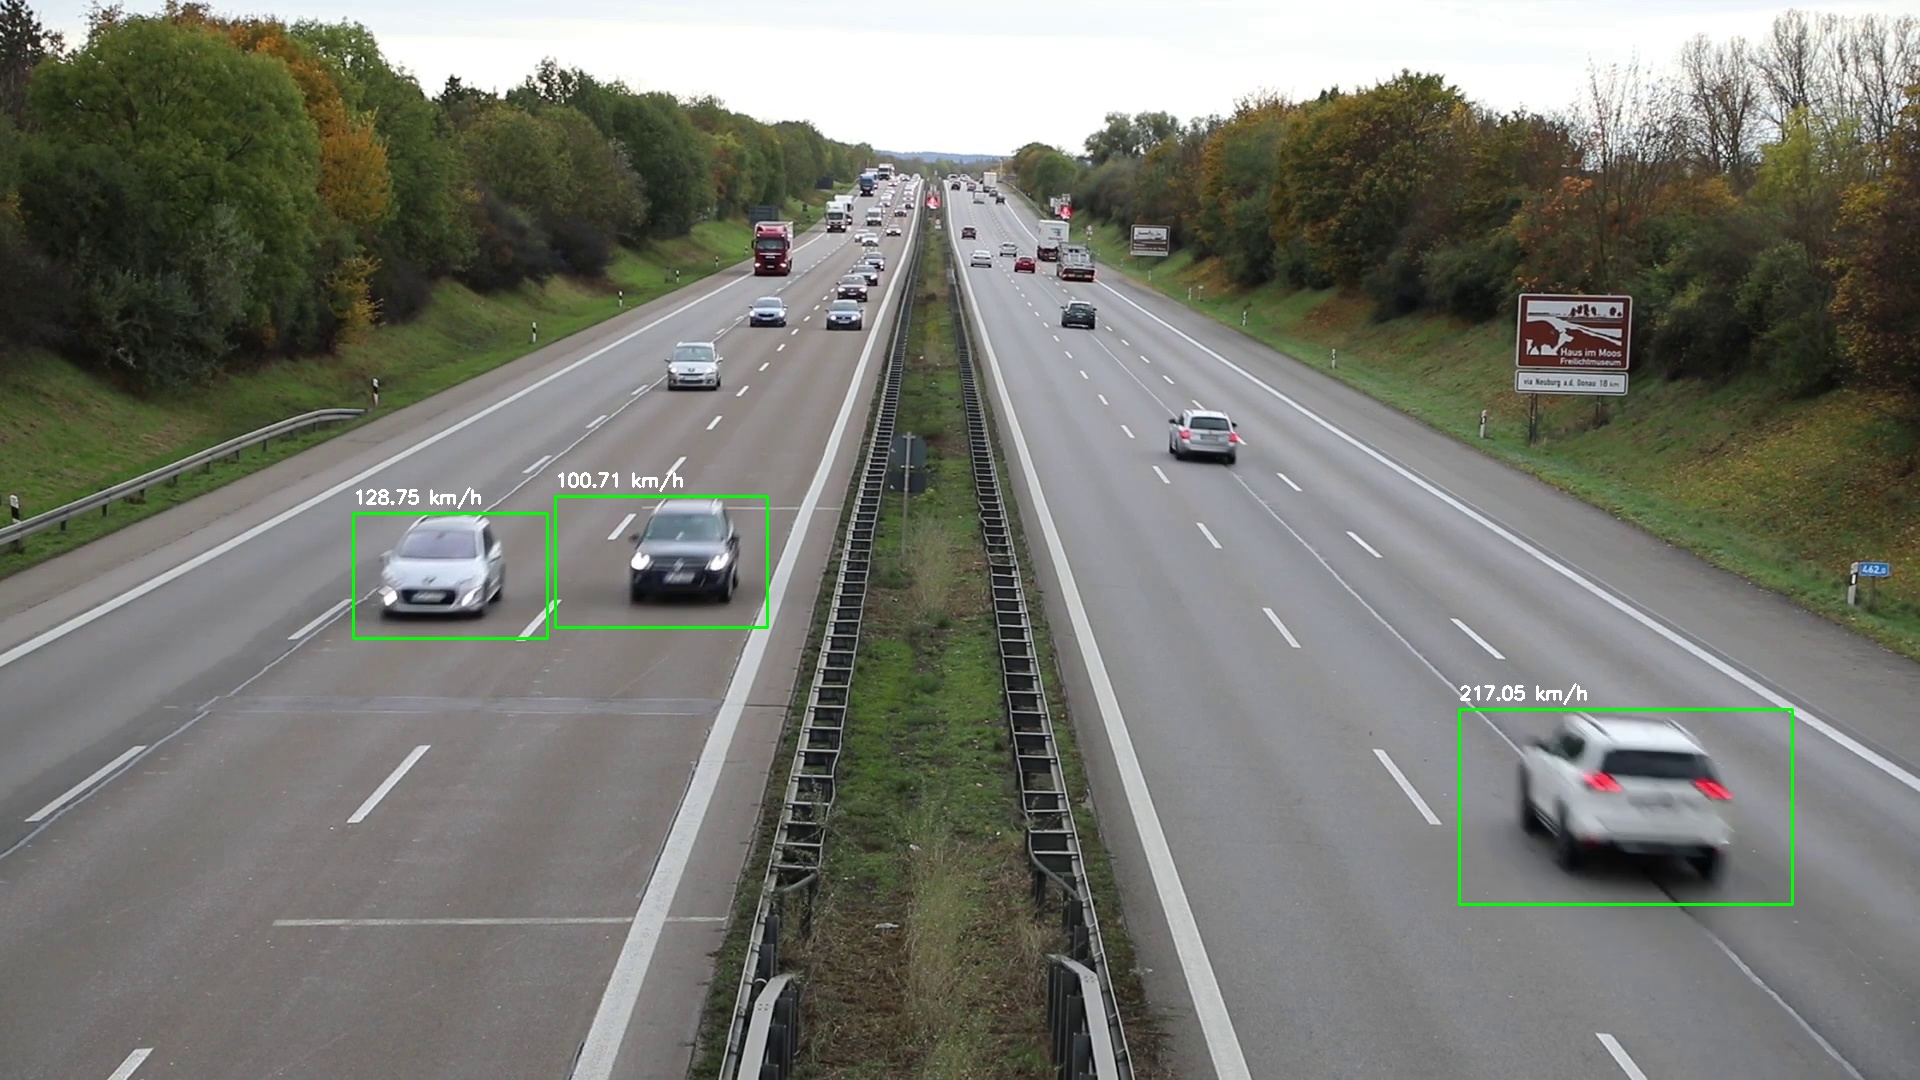 Haus im Moos
Freilichtmuseum
via Neuburg a.d. Donau 18 km
128.75 km/h
100.71 km/h
462,0
217.05 km/h